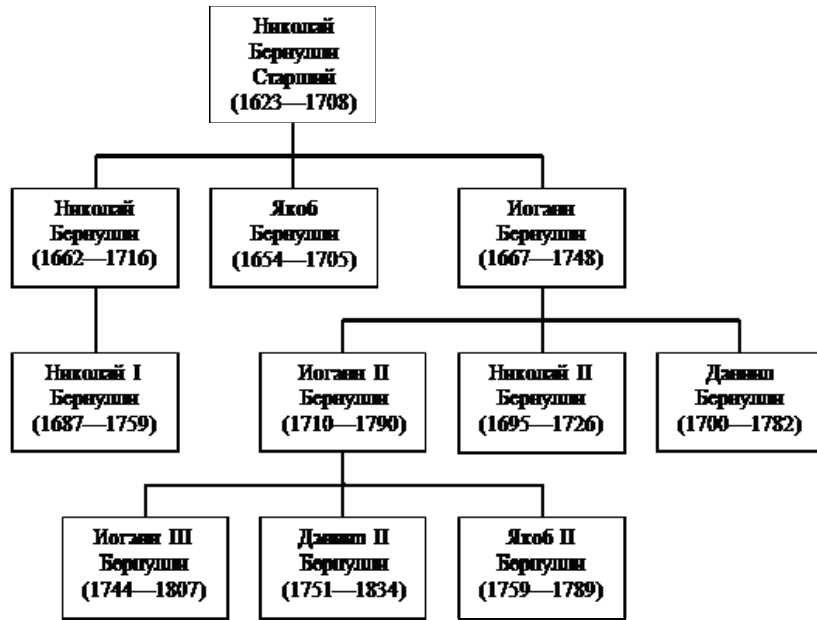 Николай
Бернулли
Старший
(1623—1708)
Николай
Бернулли
(1662—1716)
Якоб
Бернулли
(1654—1705)
Иоганн
Бернулли
(1667—1748)
Николай I
Бернулли
(1687—1759)
Иоганн II
Бернулли
(1710—1790)
Николай II
Бернулли
(1695—1726)
Даниил
Бернулли
(1700—1782)
Иоганн III
Бернулли
(1744—1807)
Даниил II
Бернулли
(1751—1834)
Якоб II
Бернулли
(1759—1789)